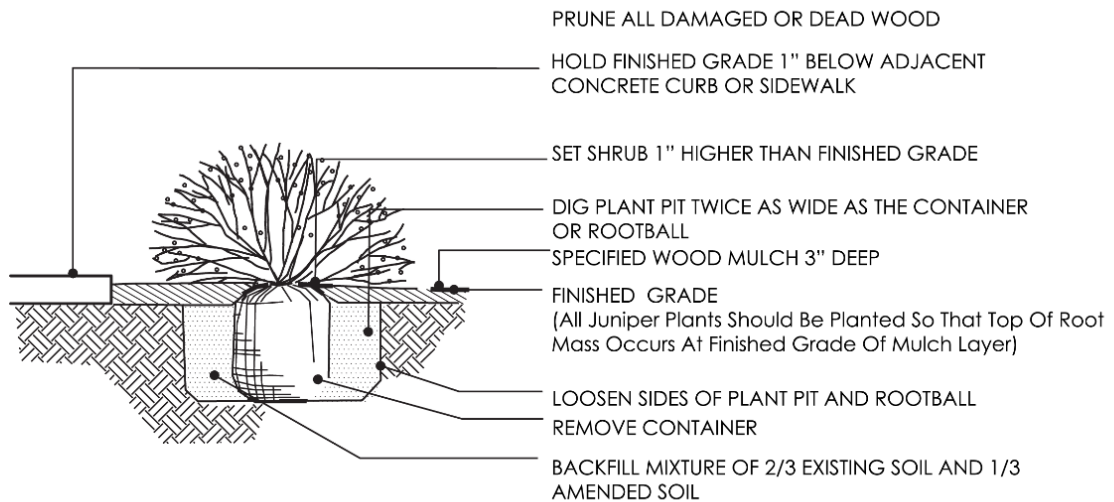 PRUNE ALL DAMAGED OR DEAD WOOD
HOLD FINISHED GRADE 1” BELOW ADJACENT
CONCRETE CURB OR SIDEWALK
SET SHRUB 1” HIGHER THAN FINISHED GRADE
DIG PLANT PIT TWICE AS WIDE AS THE CONTAINER
OR ROOTBALL
SPECIFIED WOOD MULCH 3” DEEP
FINISHED GRADE
(All Juniper Plants Should Be Planted So That Top Of Root
Mass Occurs At Finished Grade Of Mulch Layer)
LOOSEN SIDES OF PLANT PIT AND ROOTBALL
REMOVE CONTAINER
BACKFILL MIXTURE OF 2/3 EXISTING SOIL AND 1/3
AMENDED SOIL